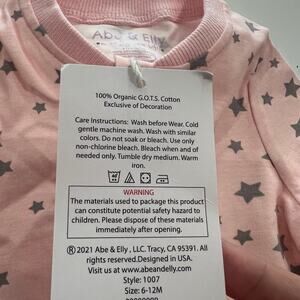 Abe & Elly
100% Organic G.O.T.S. Cotton
Exclusive of Decoration
Care Instructions: Wash before Wear. Cold
gentle machine wash. Wash with similar
colors. Do not soak or bleach. Use only
non-chlorine bleach. Bleach when and of
needed only. Tumble dry medium. Warm
iron.
WARNING
The materials used to package this product
can constitute potential safety hazard to
children. Please dispose of these materials
immediately after opening.
® 2021 Abe & Elly , LLC. Tracy, CA 95391. All
rights reserved.Designed in USA.
Visit us at www.abeandelly.com
Style: 1007
Size: 6-12M